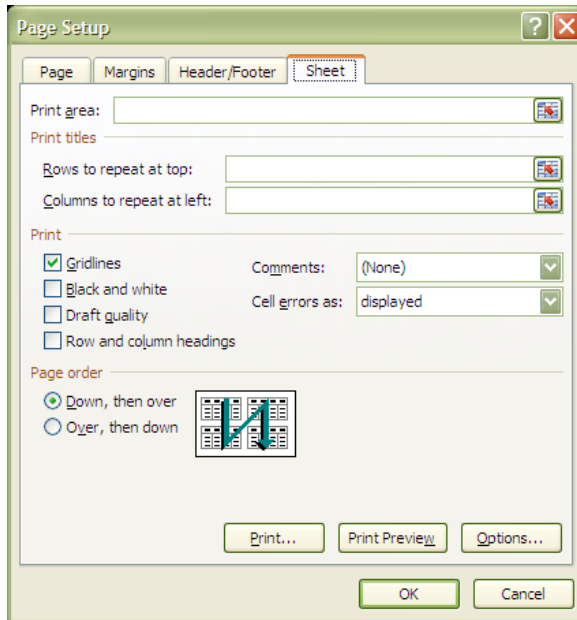 Page Setup
Page Margins Header/Footer Sheet
Print area:
Print titles
Rows to repeat at top:
Columns to repeat at left:
Print
Gridlines Comments: (None)
Black and white
Cell errors as: displayed
Draft quality
Row and column headings
Page order
Down, then over
Over, then down
Print... Print Preview Options...
OK Cancel